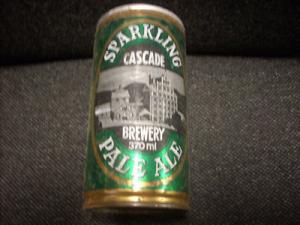 SPARKLING
CASCADE
BREWERY
370 ml
PALE ALE